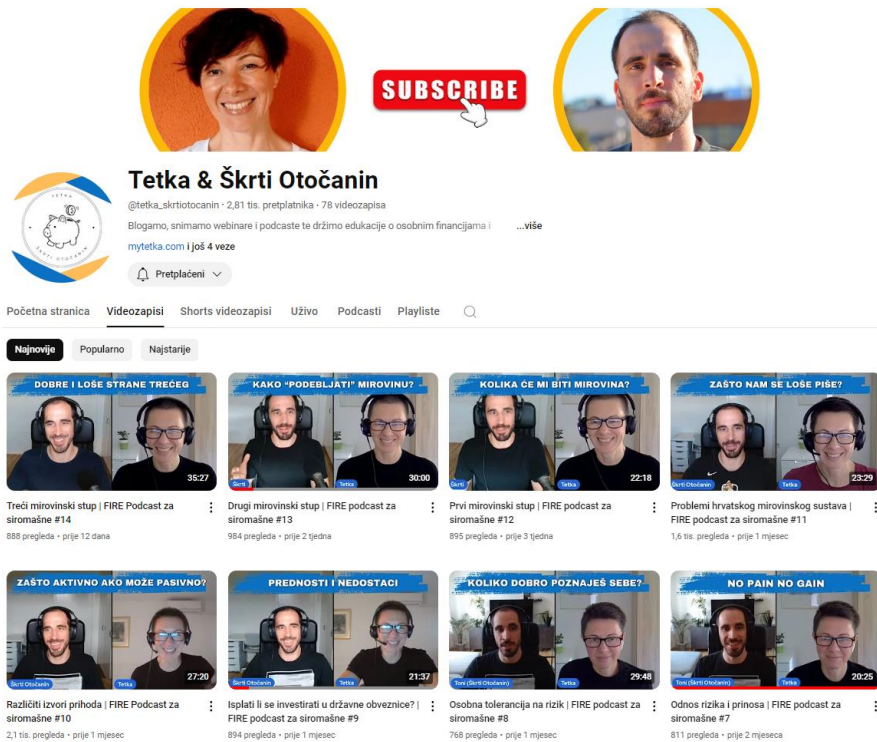 SUBSCRIBE
TETKA
ŠKRTI OTOČANIN
Tetka & Škrti Otočanin
@tetka_skrtiotocanin · 2,81 tis. pretplatnika · 78 videozapisa
Blogamo, snimamo webinare i podcaste te držimo edukacije o osobnim financijama i ...više
mytetka.com i još 4 veze
Pretplaćeni
Početna stranica Videozapisi Shorts videozapisi Uživo Podcasti Playliste
Najnovije Popularno Najstarije
DOBRE I LOŠE STRANE TREĆEG
35:27
Treći mirovinski stup | FIRE Podcast za
siromašne #14
888 pregleda • prije 12 dana
KAKO "PODEBLJATI" MIROVINU?
Škrti
Tetka
30:00
Drugi mirovinski stup | FIRE podcast za
siromašne #13
984 pregleda • prije 2 tjedna
KOLIKA ĆE MI BITI MIROVINA?
Škrti
Tetka
22:18
Prvi mirovinski stup | FIRE podcast za
siromašne #12
895 pregleda • prije 3 tjedna
ZAŠTO NAM SE LOŠE PIŠE?
Škrti Otočanin
Tetka
23:29
Problemi hrvatskog mirovinskog sustava |
FIRE podcast za siromašne #11
1,6 tis. pregleda • prije 1 mjesec
ZAŠTO AKTIVNO AKO MOŽE PASIVNO?
Škrti Otočanin
Tetka
27:20
Različiti izvori prihoda | FIRE Podcast za
siromašne #10
2,1 tis. pregleda • prije 1 mjesec
PREDNOSTI I NEDOSTACI
Škrti Otočanin
Tetka
21:37
Isplati li se investirati u državne obveznice? |
FIRE podcast za siromašne #9
894 pregleda • prije 1 mjesec
KOLIKO DOBRO POZNAJEŠ SEBE?
Toni (Škrti Otočanin)
Tetka
29:48
Osobna tolerancija na rizik | FIRE podcast za
siromašne #8
768 pregleda • prije 1 mjesec
NO PAIN NO GAIN
Toni (Škrti Otočanin)
Tetka
20:25
Odnos rizika i prinosa | FIRE podcast za
siromašne #7
811 pregleda • prije 2 mjeseca